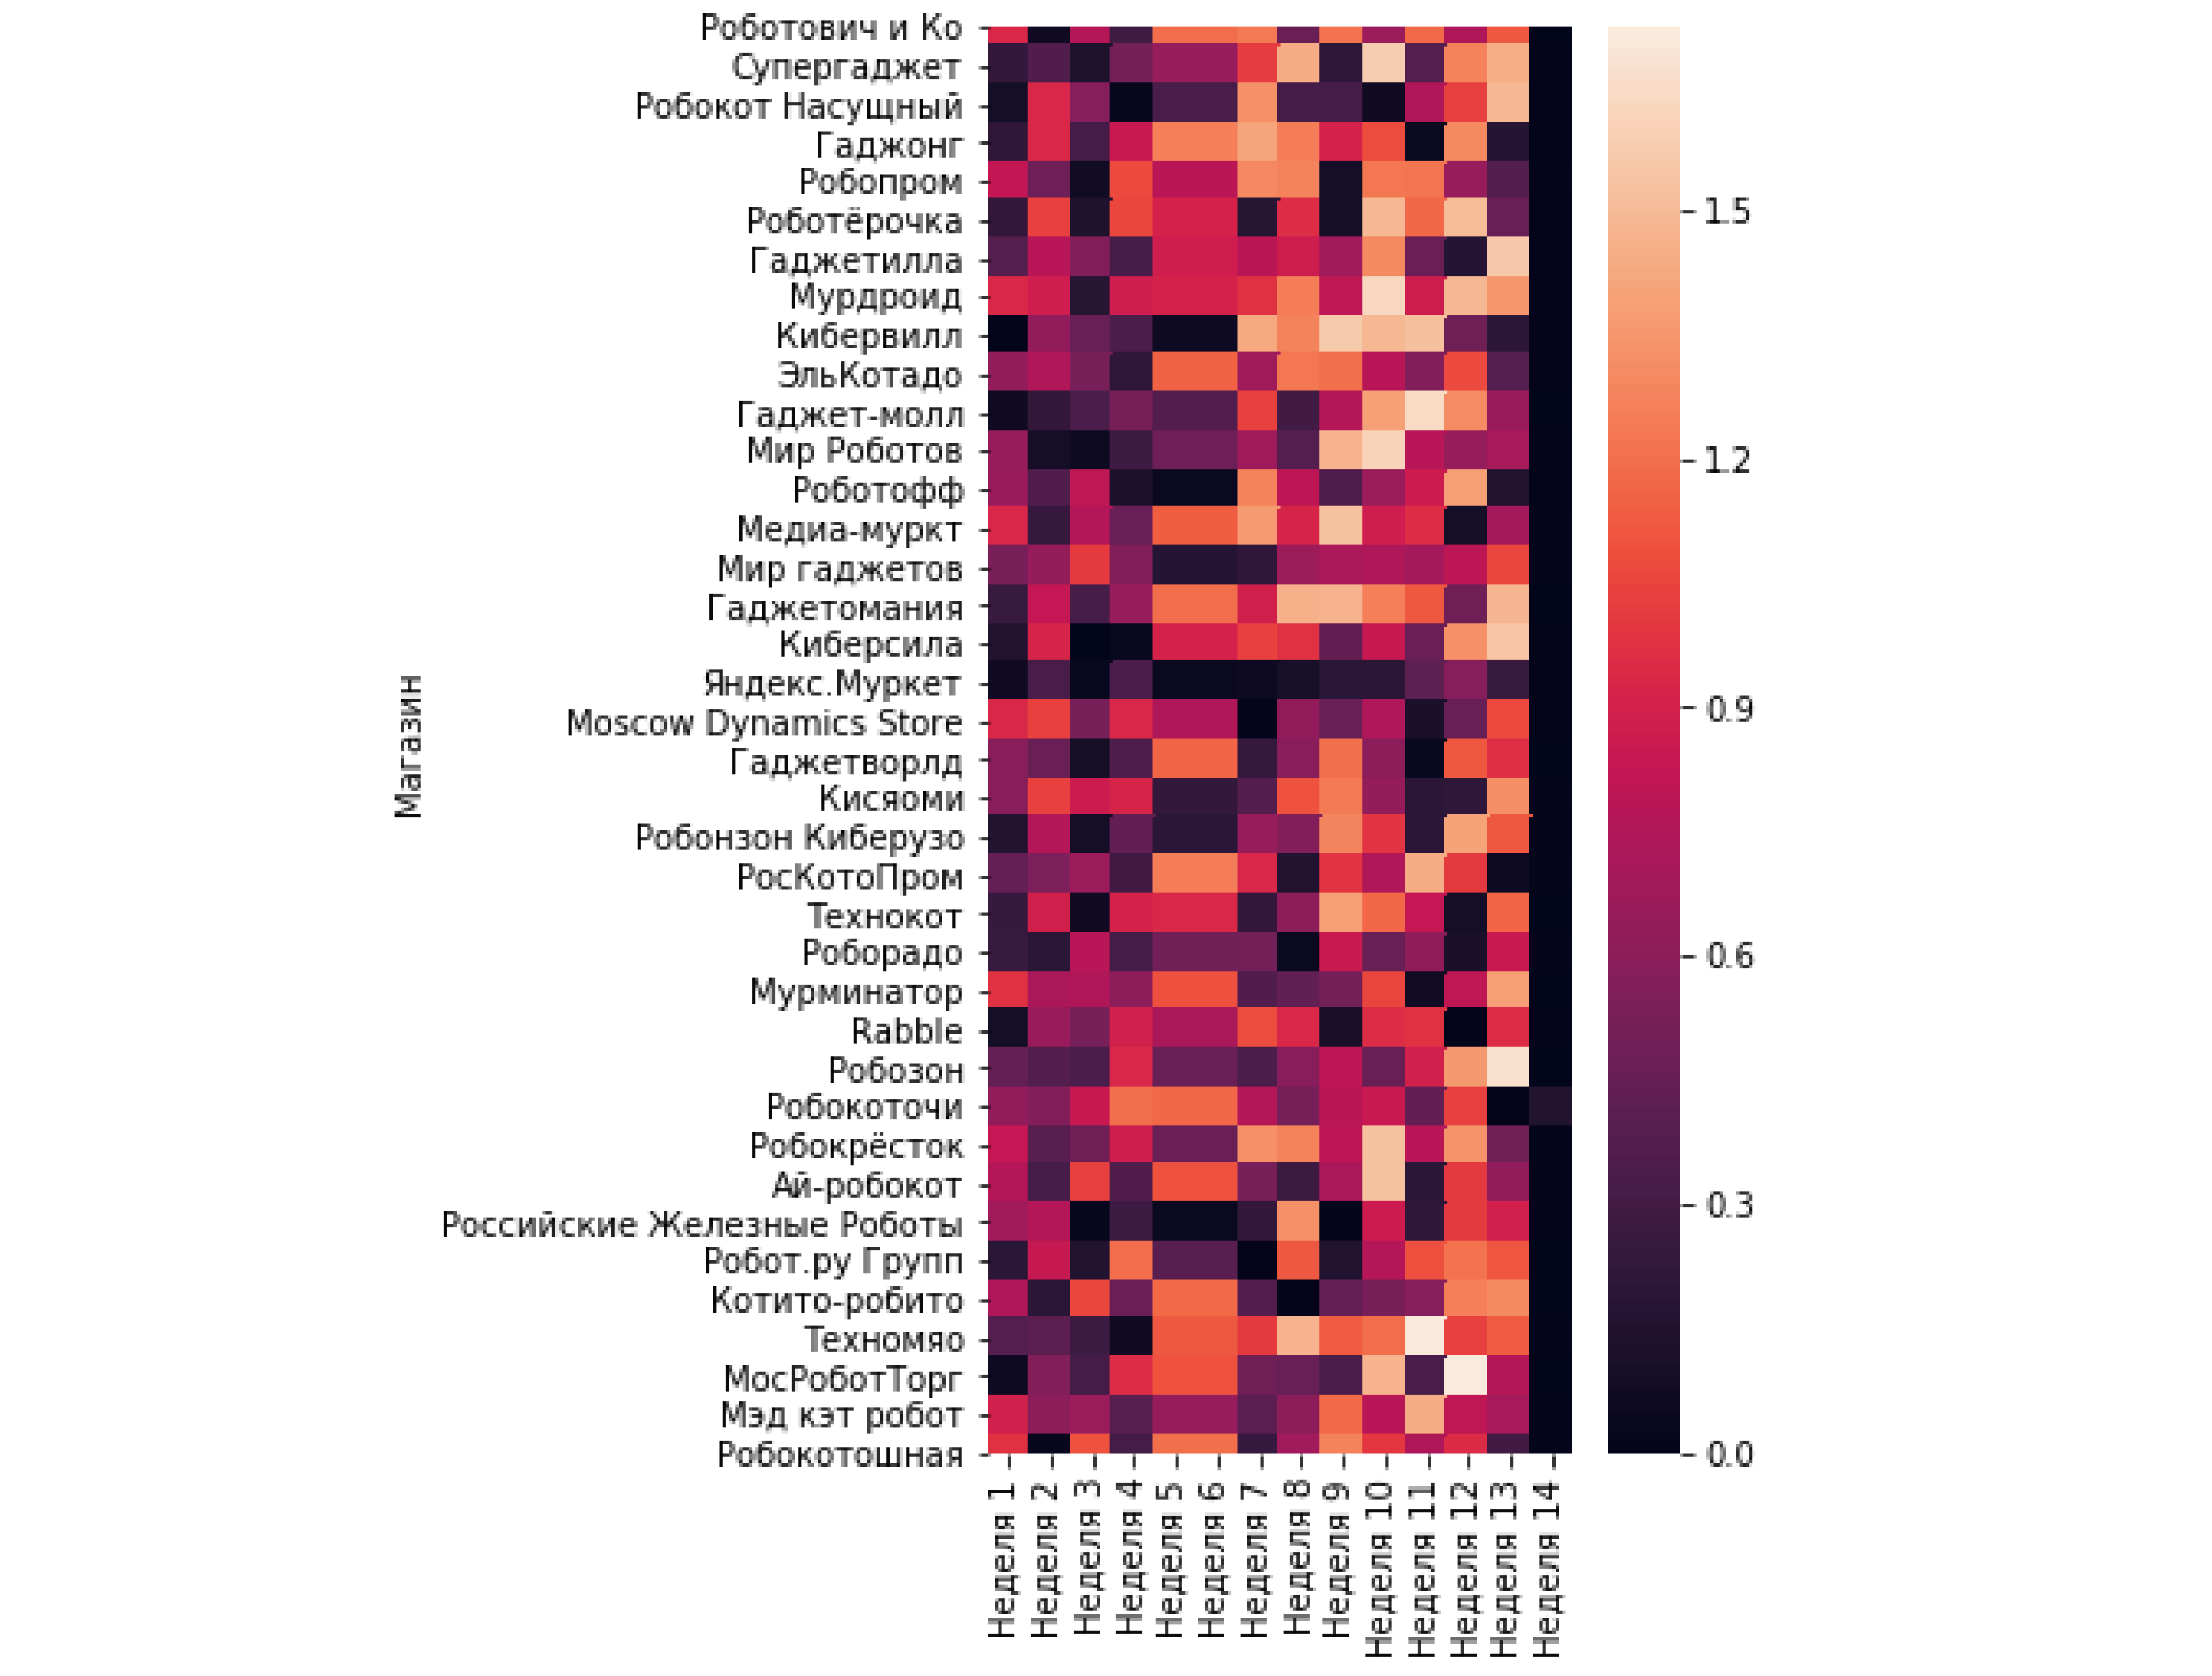 Роботович и Ко
Супергаджет
Робокот Насущный
Гаджонг
Робопром
Роботёрочка
Гаджетилла
Мурдроид
Кибервилл
ЭльКотадо
Гаджет-молл
Мир Роботов
Роботофф
Медиа-муркт
Мир гаджетов
Гаджетомания
Киберсила
Яндекс.Муркет
Moscow Dynamics Store
Гаджетворлд
Кисяоми
Робонзон Киберузо
РосКотоПром
Технокот
Роборадо
Мурминатор
Rabble
Робозон
Робокоточи
Робокрёсток
Ай-робокот
Российские Железные Роботы
Робот.ру Групп
Котито-робито
Техномяо
МосРоботТорг
Мэд кэт робот
Робокотошная
Магазин
Неделя 1
Неделя 2
Неделя 3
Неделя 4
Неделя 5
Неделя 6
Неделя 7
Неделя 8
Неделя 9
Неделя 10
Неделя 11
Неделя 12
Неделя 13
Неделя 14
1.5
1.2
0.9
0.6
0.3
0.0